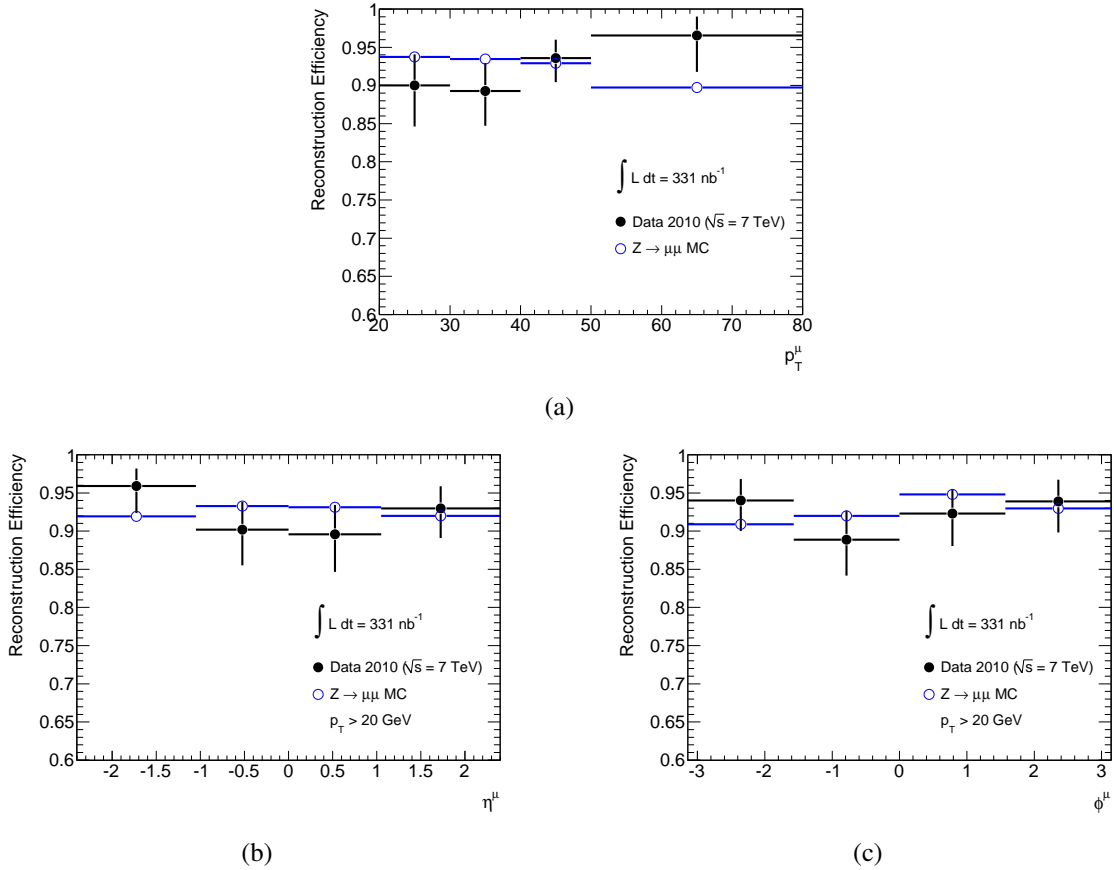 Reconstruction Efficiency
1
0.95
0.9
0.85
0.8
0.75
0.7
0.65
0.6
∫ L dt = 331 nb⁻¹
Data 2010 (√s = 7 TeV)
Z → μμ MC
20 30 40 50 60 70 80
p_T^μ
(a)
Reconstruction Efficiency
1
0.95
0.9
0.85
0.8
0.75
0.7
0.65
0.6
∫ L dt = 331 nb⁻¹
Data 2010 (√s = 7 TeV)
Z → μμ MC
p_T > 20 GeV
-2 -1.5 -1 -0.5 0 0.5 1 1.5 2
η^μ
(b)
Reconstruction Efficiency
1
0.95
0.9
0.85
0.8
0.75
0.7
0.65
0.6
∫ L dt = 331 nb⁻¹
Data 2010 (√s = 7 TeV)
Z → μμ MC
p_T > 20 GeV
-3 -2 -1 0 1 2 3
ϕ^μ
(c)